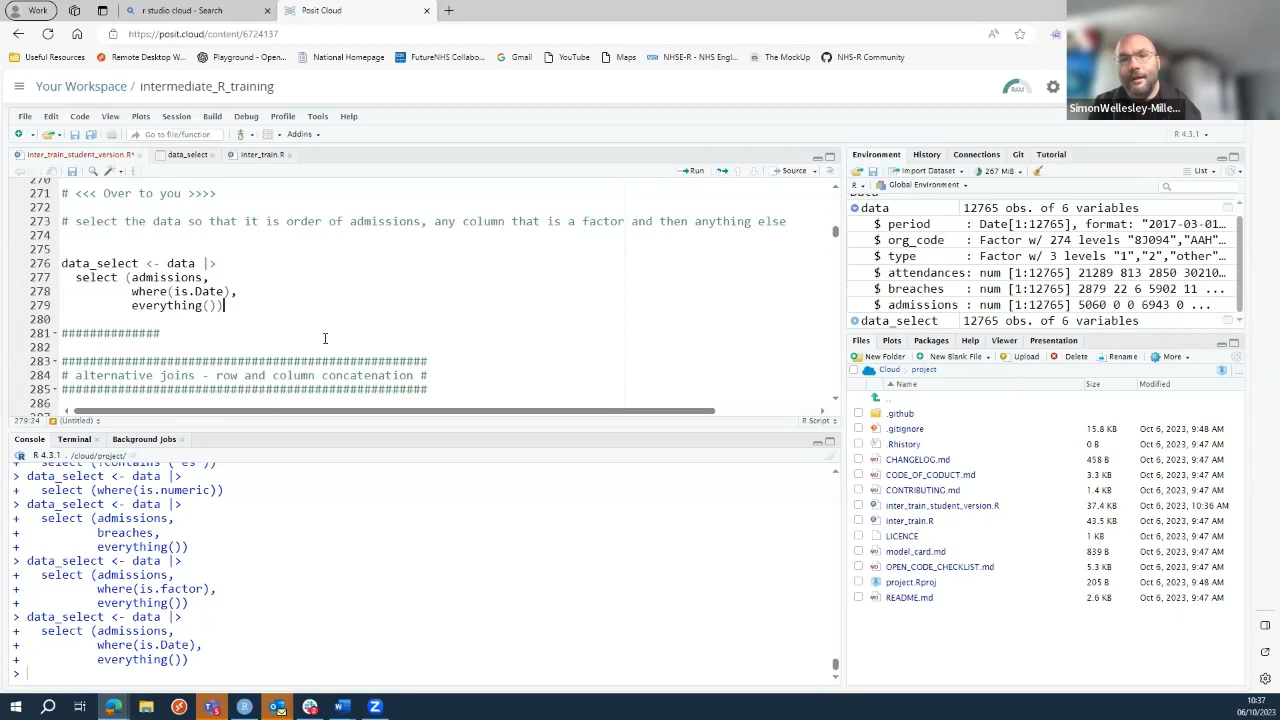 Work
r studio cloud - Search
Posit Cloud
https://posit.cloud/content/6724137
Useful Resources
Remote Desktop W...
Playground - Open...
National Homepage
FutureNHS Collabo...
Gmail
YouTube
Maps
NHSE-R - NHS Engl...
The MockUp
NHS-R Community
Your Workspace / intermediate_R_training
RAM
SimonWellesley-Mille...
File Edit Code View Plots Session Build Debug Profile Tools Help
Go to file/function
Addins
R 4.3.1
inter_train_student_version.R*
data_select
inter_train.R
Run
Source
270
271 # <<< Over to you >>>>
272
273 # select the data so that it is order of admissions, any column that is a factor and then anything else
274
275
276 data_select <- data |>
277 select (admissions,
278 where(is.Date),
279 everything())
280
281 ##############
282
283 ####################################################
284 # alternative joins - row and column concatenation #
285 ####################################################
286
279:24 (Untitled) R Script
Console Terminal Background Jobs
R 4.3.1 . /cloud/project/
+ select (!contains("es"))
> data_select <- data |>
+ select (where(is.numeric))
> data_select <- data |>
+ select (admissions,
+ breaches,
+ everything())
> data_select <- data |>
+ select (admissions,
+ where(is.factor),
+ everything())
> data_select <- data |>
+ select (admissions,
+ where(is.Date),
+ everything())
>
Environment History Connections Git Tutorial
Import Dataset 267 MiB List
R Global Environment
Data
data 12765 obs. of 6 variables
$ period : Date[1:12765], format: "2017-03-01...
$ org_code : Factor w/ 274 levels "8J094","AAH"...
$ type : Factor w/ 3 levels "1","2","other"...
$ attendances: num [1:12765] 21289 813 2850 30210...
$ breaches : num [1:12765] 2879 22 6 5902 11 ...
$ admissions : num [1:12765] 5060 0 0 6943 0 ...
data_select 12765 obs. of 6 variables
Files Plots Packages Help Viewer Presentation
New Folder New Blank File Upload Delete Rename More
Cloud project
Name Size Modified
..
.github
.gitignore 15.8 KB Oct 6, 2023, 9:48 AM
.Rhistory 0 B Oct 6, 2023, 9:47 AM
CHANGELOG.md 458 B Oct 6, 2023, 9:47 AM
CODE_OF_CODUCT.md 3.3 KB Oct 6, 2023, 9:47 AM
CONTRIBUTING.md 1.4 KB Oct 6, 2023, 9:47 AM
inter_train_student_version.R 37.4 KB Oct 6, 2023, 10:36 AM
inter_train.R 43.5 KB Oct 6, 2023, 9:47 AM
LICENCE 1 KB Oct 6, 2023, 9:47 AM
model_card.md 839 B Oct 6, 2023, 9:47 AM
OPEN_CODE_CHECKLIST.md 5.3 KB Oct 6, 2023, 9:47 AM
project.Rproj 205 B Oct 6, 2023, 9:48 AM
README.md 2.6 KB Oct 6, 2023, 9:47 AM
10:37
06/10/2023